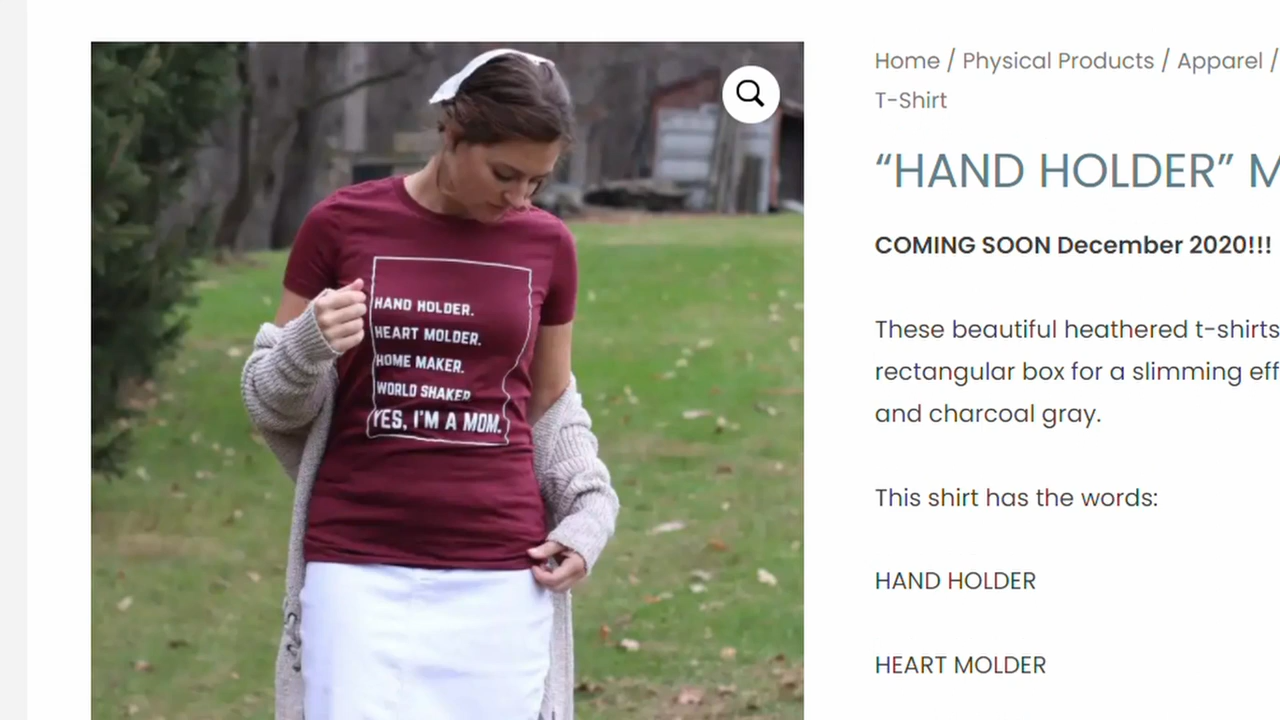 HAND HOLDER.
HEART MOLDER.
HOME MAKER.
WORLD SHAKER
YES, I'M A MOM.
Home / Physical Products / Apparel /
T-Shirt
“HAND HOLDER”
COMING SOON December 2020!!!
These beautiful heathered t-shirts
rectangular box for a slimming eff
and charcoal gray.
This shirt has the words:
HAND HOLDER
HEART MOLDER